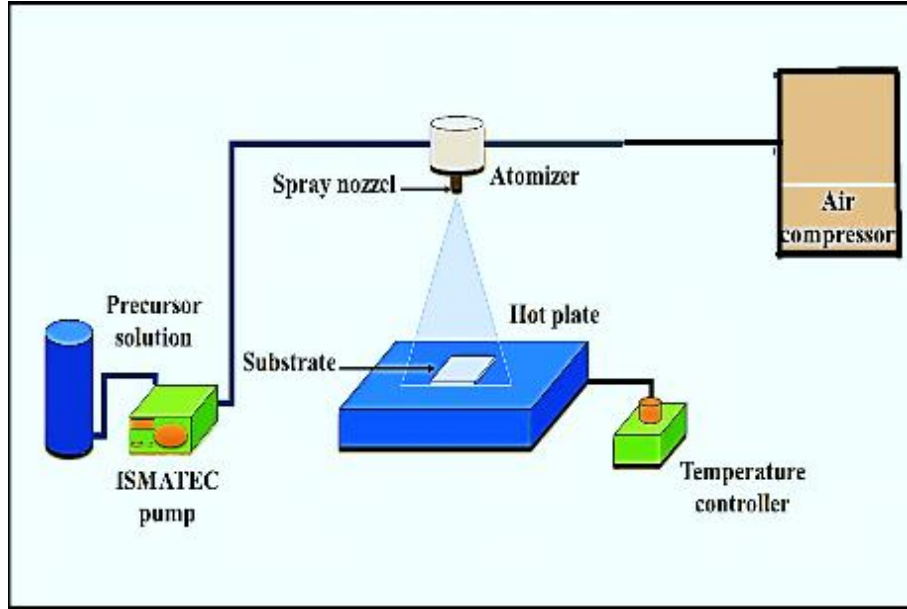 Spray nozzel
Atomizer
Air
compressor
Precursor
solution
Hot plate
Substrate
ISMATEC
pump
Temperature
controller